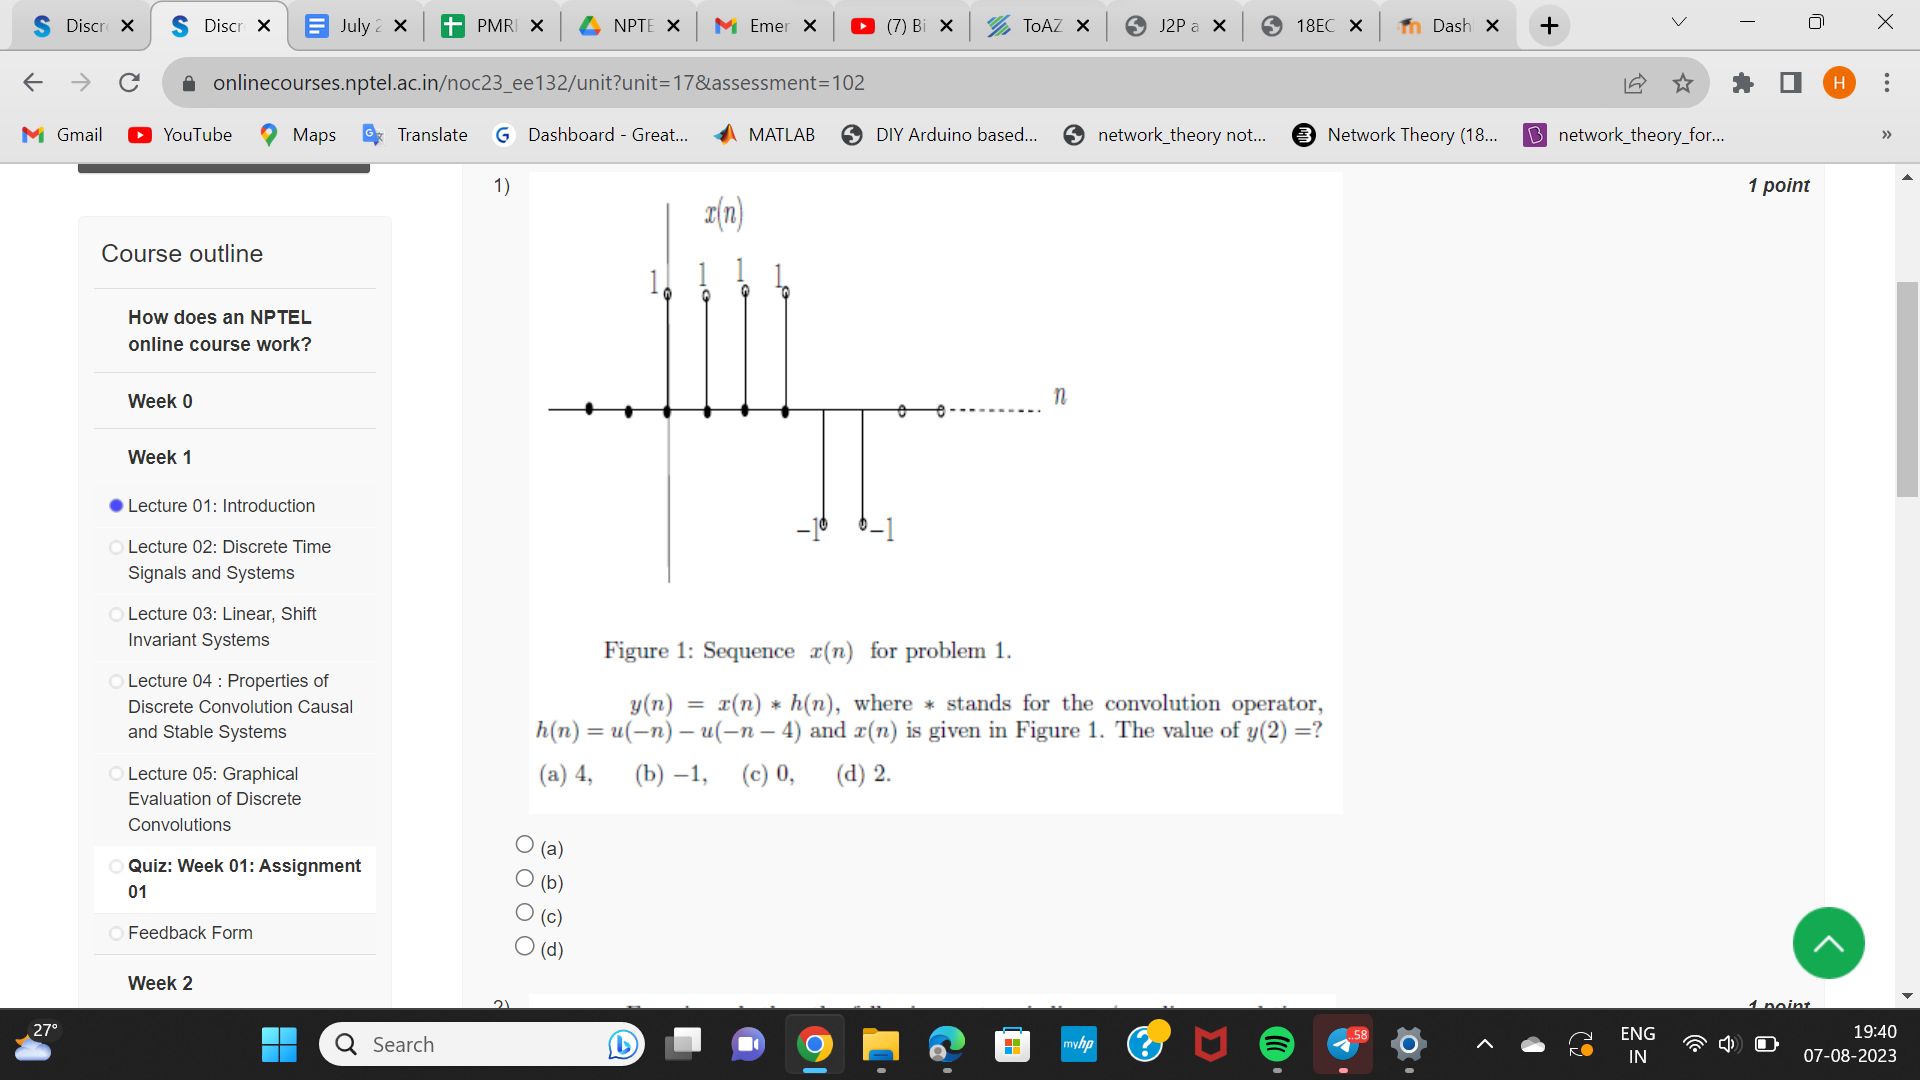 Discr
Discr
July 2
PMRI
NPTE
Emer
(7) Bi
ToAZ
J2P a
18EC
Dash
onlinecourses.nptel.ac.in/noc23_ee132/unit?unit=17&assessment=102
H
Gmail
YouTube
Maps
Translate
Dashboard - Great...
MATLAB
DIY Arduino based...
network_theory not...
Network Theory (18...
network_theory_for...
»
Course outline
How does an NPTEL
online course work?
Week 0
Week 1
Lecture 01: Introduction
Lecture 02: Discrete Time
Signals and Systems
Lecture 03: Linear, Shift
Invariant Systems
Lecture 04 : Properties of
Discrete Convolution Causal
and Stable Systems
Lecture 05: Graphical
Evaluation of Discrete
Convolutions
Quiz: Week 01: Assignment
01
Feedback Form
Week 2
1)
1 point
x(n)
1 1 1 1
n
−1 −1
Figure 1: Sequence x(n) for problem 1.
y(n) = x(n) * h(n), where * stands for the convolution operator,
h(n) = u(−n) − u(−n − 4) and x(n) is given in Figure 1. The value of y(2) =?
(a) 4, (b) −1, (c) 0, (d) 2.
(a)
(b)
(c)
(d)
2)
1 point
27°
Search
myhp
58
ENG
IN
19:40
07-08-2023